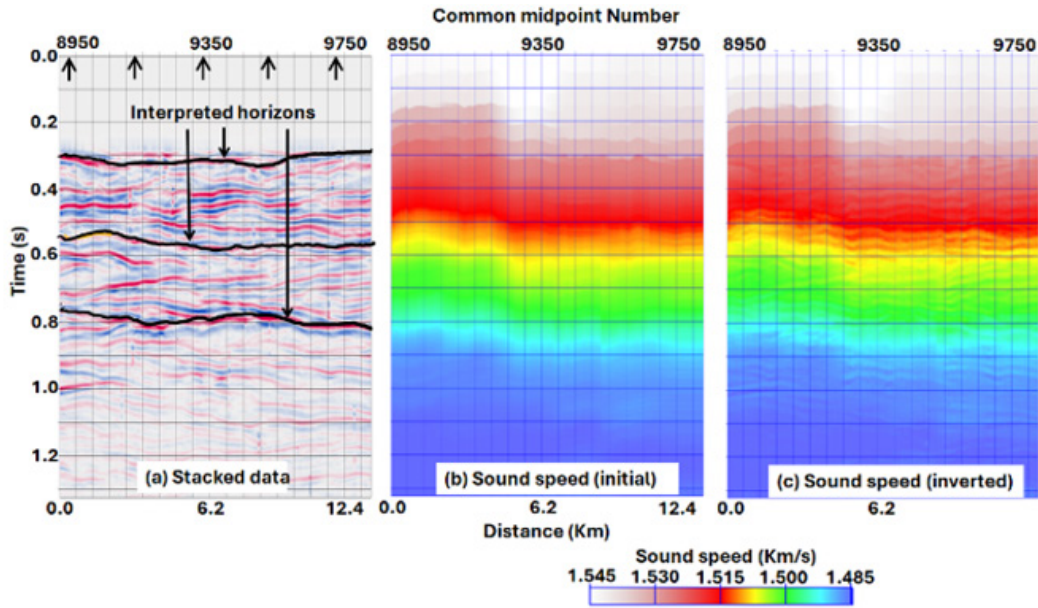 Common midpoint Number
8950 9350 9750 8950 9350 9750 8950 9350 9750
0.0
0.2
0.4
0.6
0.8
1.0
1.2
Time (s)
Interpreted horizons
(a) Stacked data
(b) Sound speed (initial)
(c) Sound speed (inverted)
0.0 6.2 12.4 0.0 6.2 12.4 0.0 6.2
Distance (Km)
Sound speed (Km/s)
1.545 1.530 1.515 1.500 1.485